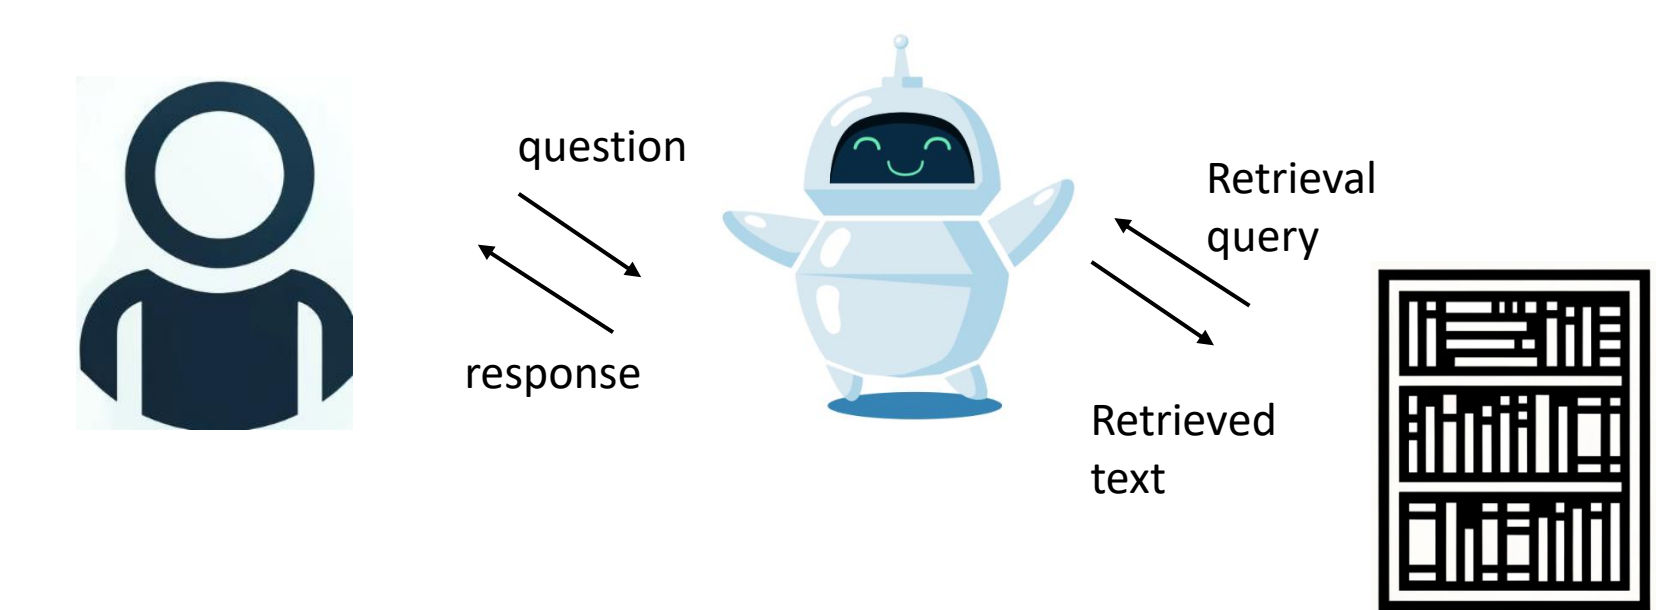 question
response
Retrieval
query
Retrieved
text